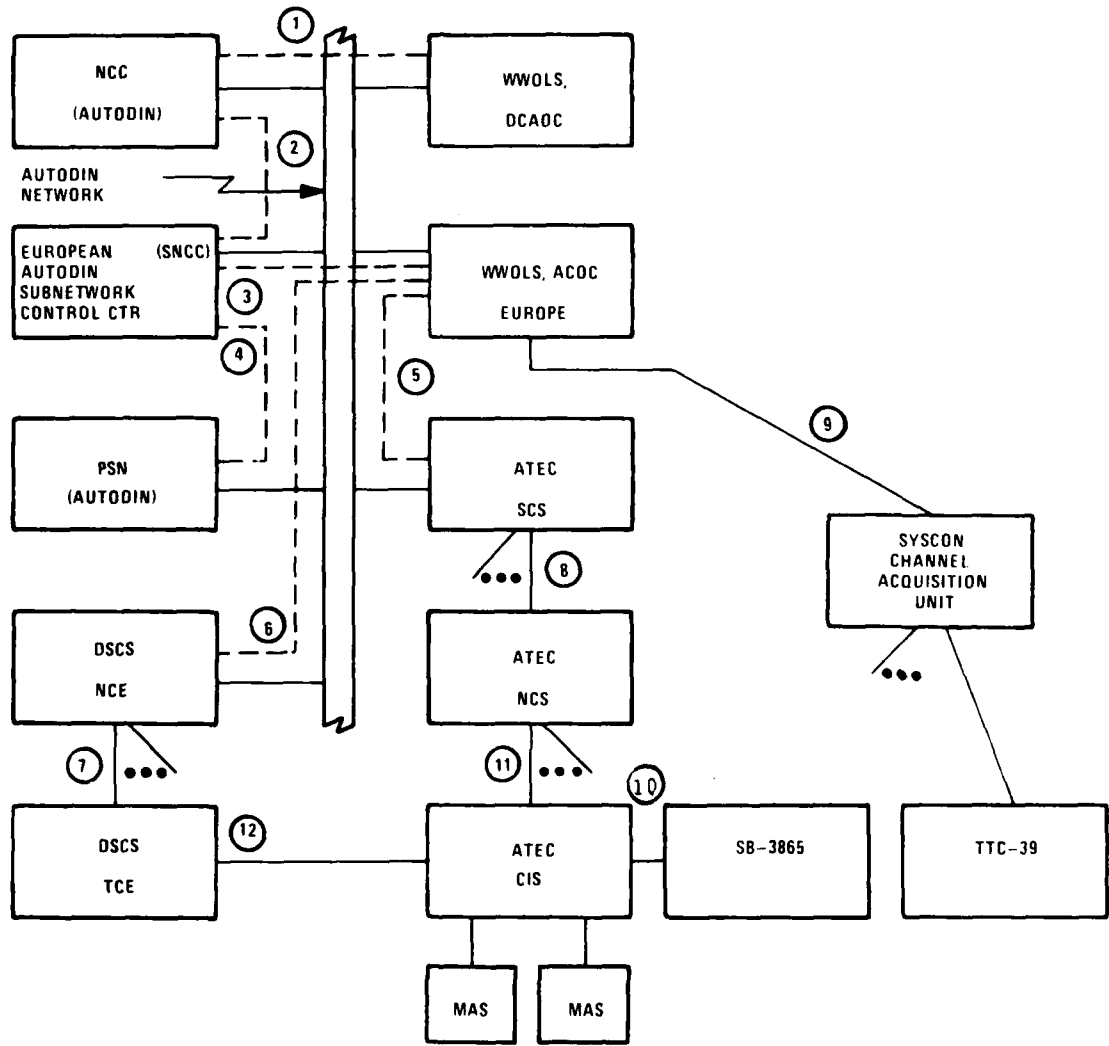 1
NCC
(AUTODIN)
WWOLS,
DCAOC
2
AUTODIN
NETWORK
EUROPEAN (SNCC)
AUTODIN
SUBNETWORK
CONTROL CTR
3
4
WWOLS, ACOC
EUROPE
5
9
PSN
(AUTODIN)
ATEC
SCS
SYSCON
CHANNEL
ACQUISITION
UNIT
8
6
DSCS
NCE
ATEC
NCS
7
11
10
12
DSCS
TCE
ATEC
CIS
SB-3865
TTC-39
MAS
MAS